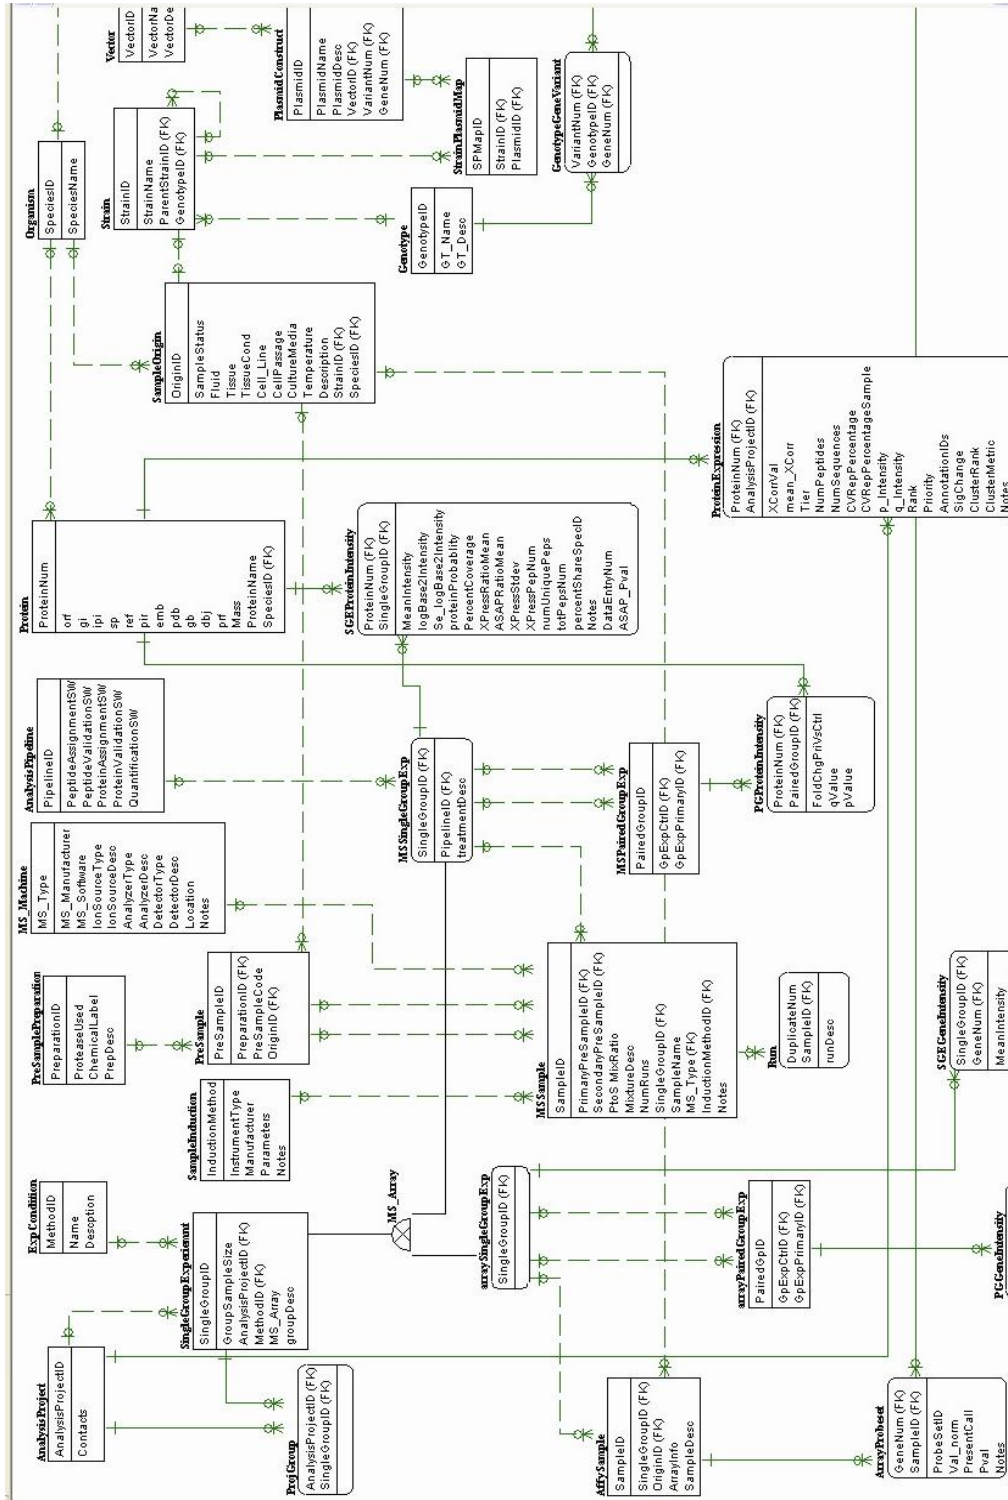 AnalysisProject
AnalysisProjectID
Contacts
ExpCondition
MethodID
Name
Desoption
SingleGroupExperiemnt
SingleGroupID
GroupSampleSize
AnalysisProjectID (FK)
MethodID (FK)
MS_Array
groupDesc
ProjGroup
AnalysisProjectID (FK)
SingleGroupID (FK)
PreSamplePreparation
PreparationID
ProteaseUsed
ChemicalLabel
PrepDesc
PreSample
PreSampleID
PreparationID (FK)
PreSampleCode
OriginID (FK)
SampleInduction
InductionMethod
InstrumentType
Manufacturer
Parameters
Notes
MS_Array
MS_Machine
MS_Type
MS_Manufacturer
MS_Software
IonSourceType
IonSourceDesc
AnalyzerType
AnalyzerDesc
DetectorType
DetectorDesc
Location
Notes
AnalysisPipeline
PipelineID
PeptideAssignmentSW
PeptideValidationSW
ProteinAssignmentSW
ProteinValidationSW
QuantificationSW
Protein
ProteinNum
orf
gi
ipi
sp
ref
pir
emb
pdb
gb
dbj
prf
Mass
ProteinName
SpeciesID (FK)
Organism
SpeciesID
SpeciesName
Vector
VectorID
VectorNa
VectorDe
Strain
StrainID
StrainName
ParentStrainID (FK)
GenotypeID (FK)
SampleOrigin
OriginID
SampleStatus
Fluid
Tissue
TissueCond
Cell_Line
CellPassage
CultureMedia
Temperature
Description
StrainID (FK)
SpeciesID (FK)
PlasmidConstruct
PlasmidID
PlasmidName
PlasmidDesc
VectorID (FK)
VariantNum (FK)
GeneNum (FK)
StrainPlasmidMap
SPMapID
StrainID (FK)
PlasmidID (FK)
Genotype
GenotypeID
GT_Name
GT_Desc
GenotypeGeneVariant
VariantNum (FK)
GenotypeID (FK)
GeneNum (FK)
SGEProteinIntensity
ProteinNum (FK)
SingleGroupID (FK)
MeanIntensity
logBase2Intensity
Se_logBase2Intensity
proteinProbablity
PercentCoverage
XPressRatioMean
ASAPRatioMean
XPressStdev
XPressPepNum
numUniquePeps
totPepsNum
percentShareSpecID
Notes
DataEntryNum
ASAP_Pval
MSSingleGroupExp
SingleGroupID (FK)
PipelineID (FK)
treatmentDesc
MSPairedGroupExp
PairedGroupID
GpExpCtrlID (FK)
GpExpPrimaryID (FK)
PGProteinIntensity
ProteinNum (FK)
PairedGroupID (FK)
FoldChgPriVsCtrl
qValue
pValue
ProteinExpression
ProteinNum (FK)
AnalysisProjectID (FK)
XCorrVal
mean_XCorr
Tier
NumPeptides
NumSequences
CVRepPercentage
CVRepPercentageSample
p_Intensity
q_Intensity
Rank
Priority
AnnotationIDs
SigChange
ClusterRank
ClusterMetric
Notes
MSSample
SampleID
PrimaryPreSampleID (FK)
SecondaryPreSampleID (FK)
PtoS_MixRatio
MixtureDesc
NumRuns
SingleGroupID (FK)
SampleName
MS_Type (FK)
InductionMethodID (FK)
Notes
Run
DuplicateNum
SampleID (FK)
runDesc
arraySingleGroupExp
SingleGroupID (FK)
arrayPairedGroupExp
PairedGpID
GpExpCtrlID (FK)
GpExpPrimaryID (FK)
AffySample
SampleID
SingleGroupID (FK)
OriginID (FK)
ArrayInfo
SampleDesc
ArrayProbeset
GeneNum (FK)
SampleID (FK)
ProbeSetID
Val_norm
PresentCall
Pval
Notes
SGEGeneIntensity
SingleGroupID (FK)
GeneNum (FK)
MeanIntensity
PGGeneIntensity